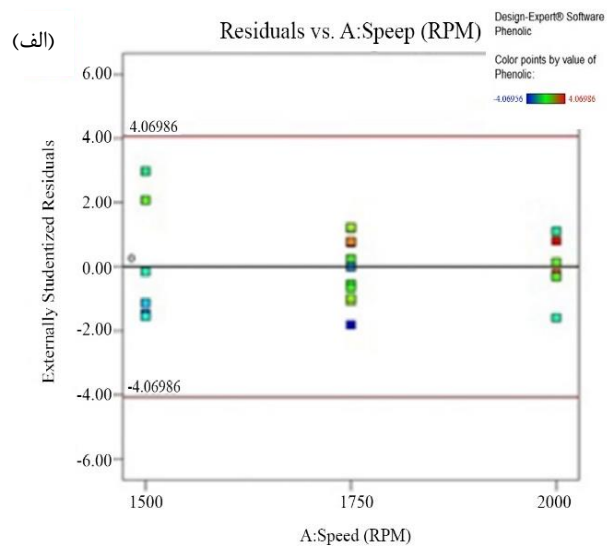 (الف)
Residuals vs. A:Speep (RPM)
Design-Expert® Software
Phenolic
Color points by value of
Phenolic:
-4.06956 4.06986
Externally Studentized Residuals
6.00
4.00
2.00
0.00
-2.00
-4.00
-6.00
4.06986
-4.06986
1500 1750 2000
A:Speed (RPM)